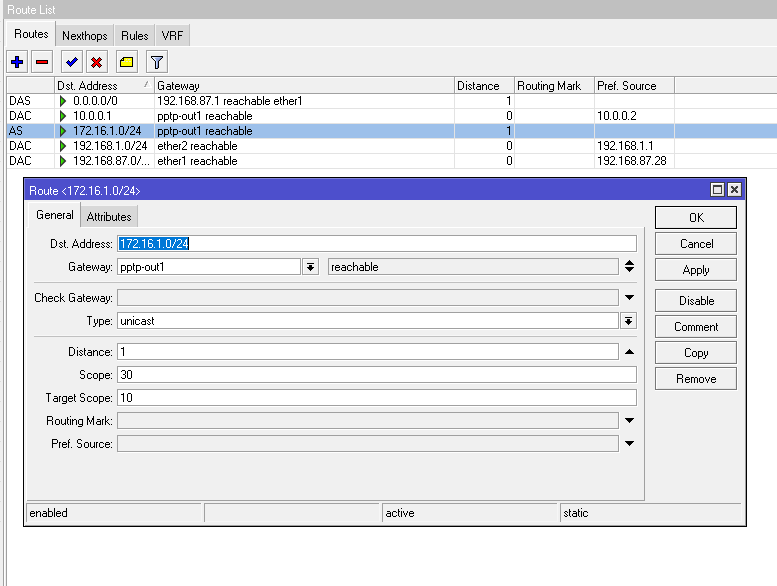 Route List
Routes Nexthops Rules VRF
Dst. Address Gateway Distance Routing Mark Pref. Source
DAS 0.0.0.0/0 192.168.87.1 reachable ether1 1
DAC 10.0.0.1 pptp-out1 reachable 0 10.0.0.2
AS 172.16.1.0/24 pptp-out1 reachable 1
DAC 192.168.1.0/24 ether2 reachable 0 192.168.1.1
DAC 192.168.87.0/... ether1 reachable 0 192.168.87.28
Route <172.16.1.0/24>
General Attributes
Dst. Address: 172.16.1.0/24
Gateway: pptp-out1 reachable
Check Gateway:
Type: unicast
Distance: 1
Scope: 30
Target Scope: 10
Routing Mark:
Pref. Source:
OK
Cancel
Apply
Disable
Comment
Copy
Remove
enabled active static